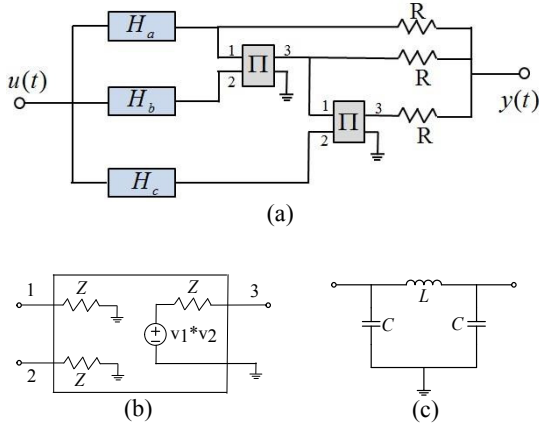 H_a
R
1 Π 3
2
R
u(t)
H_b
y(t)
1 Π 3
2
R
H_c
(a)
1 Z Z 3
v1*v2
2 Z
(b)
L
C C
(c)